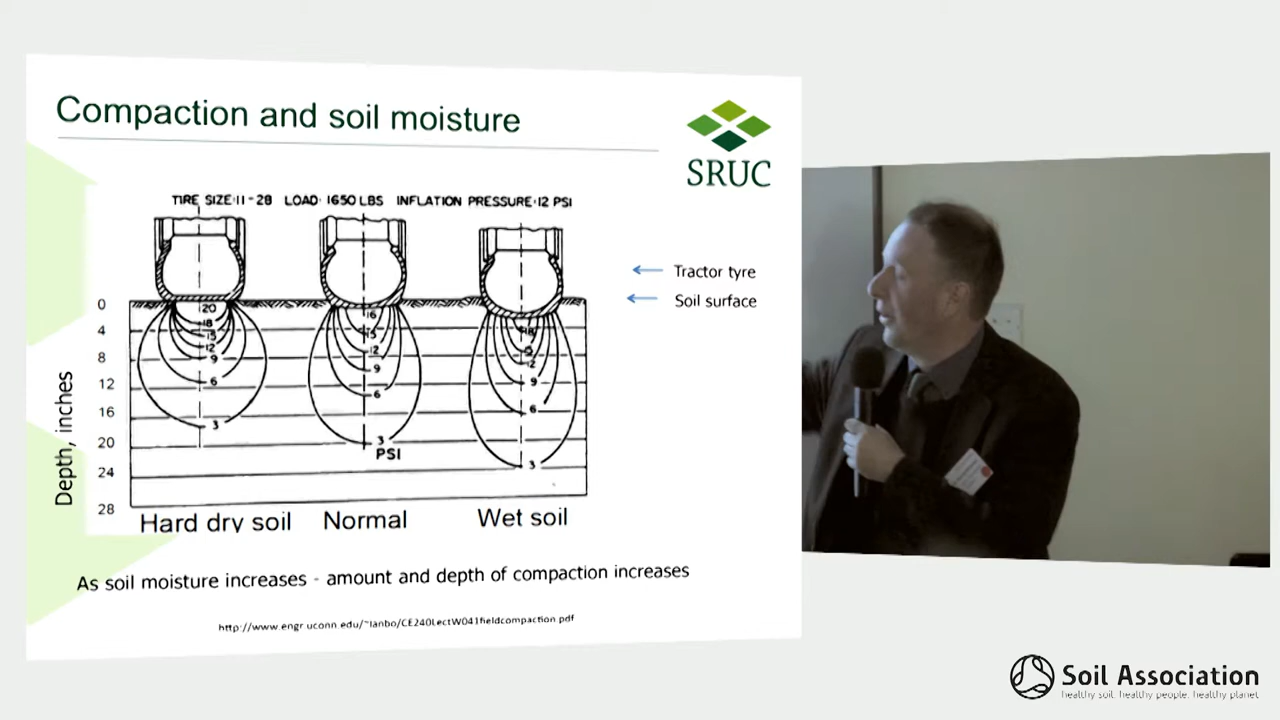 Compaction and soil moisture
SRUC
TIRE SIZE·11-28 LOAD· 1650 LBS INFLATION PRESSURE·12 PSI
Tractor tyre
Soil surface
Depth, inches
0
4
8
12
16
20
24
28
20
18
15
12
9
6
3
16
15
12
9
6
3
PSI
12
9
6
3
Hard dry soil Normal Wet soil
As soil moisture increases - amount and depth of compaction increases
http://www.engr.uconn.edu/~lanbo/CE240LectW041fieldcompaction.pdf
Soil Association
healthy soil, healthy people, healthy planet